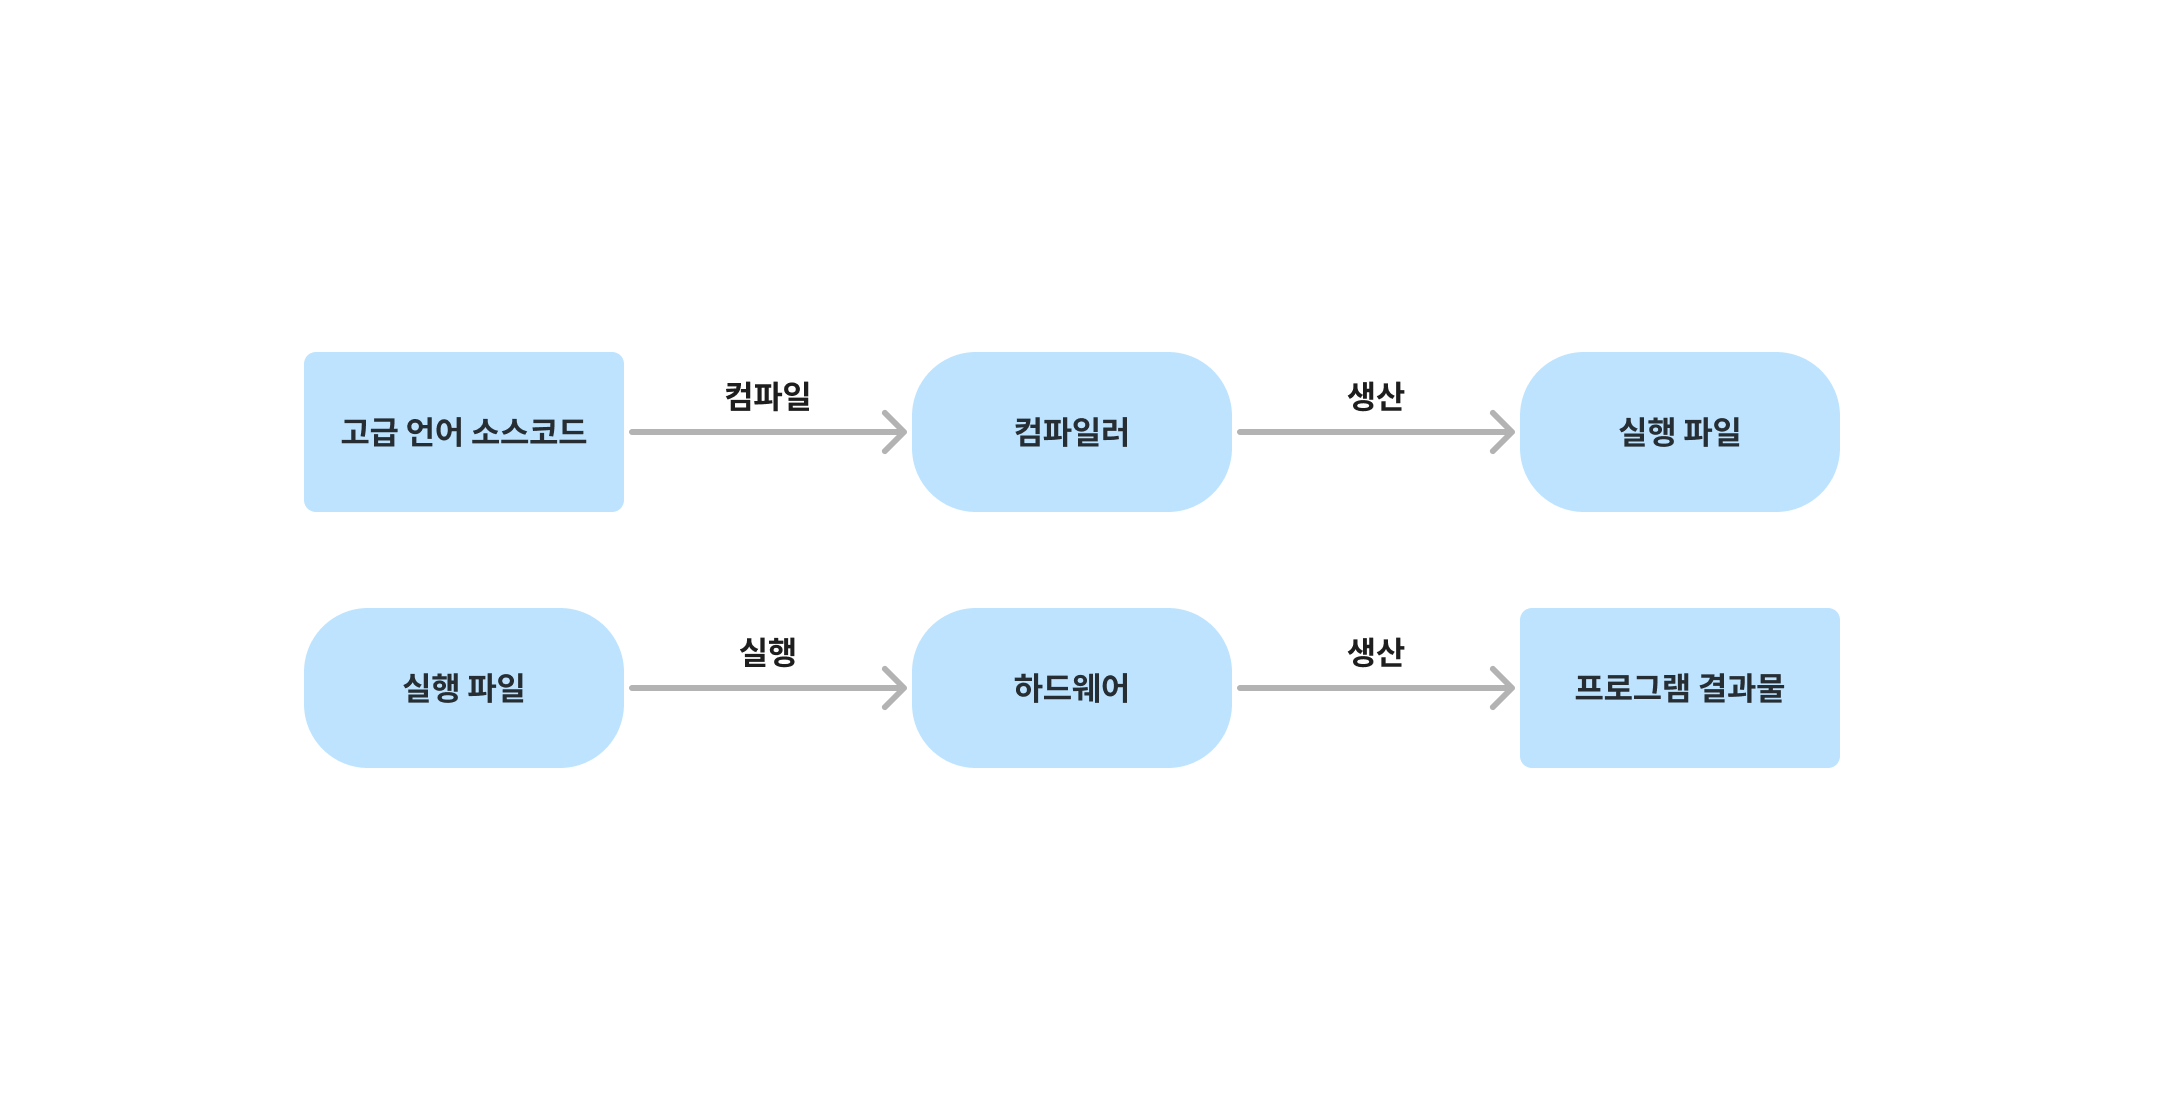 고급 언어 소스코드
컴파일
컴파일러
생산
실행 파일
실행 파일
실행
하드웨어
생산
프로그램 결과물